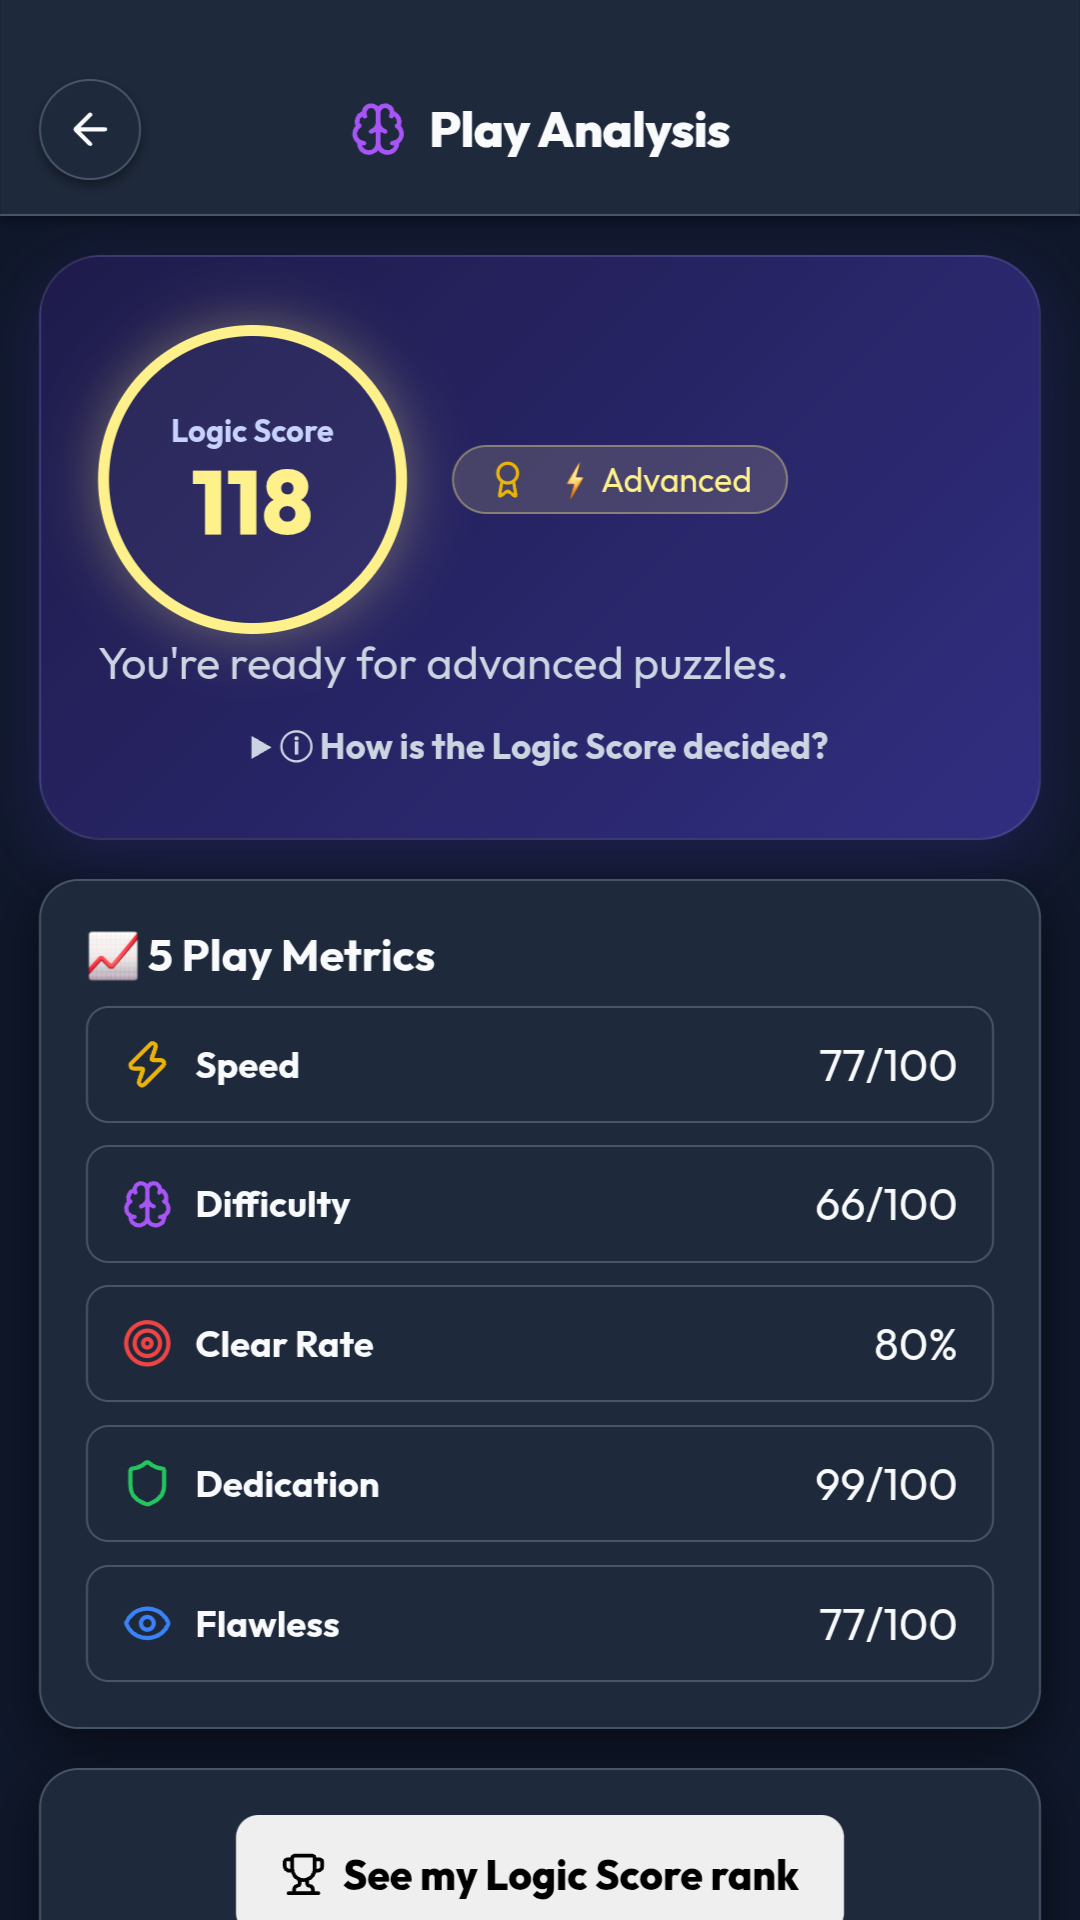 Play Analysis
Logic Score
118
⚡ Advanced
You're ready for advanced puzzles.
▶ ⓘ How is the Logic Score decided?
📈 5 Play Metrics
Speed 77/100
Difficulty 66/100
Clear Rate 80%
Dedication 99/100
Flawless 77/100
See my Logic Score rank